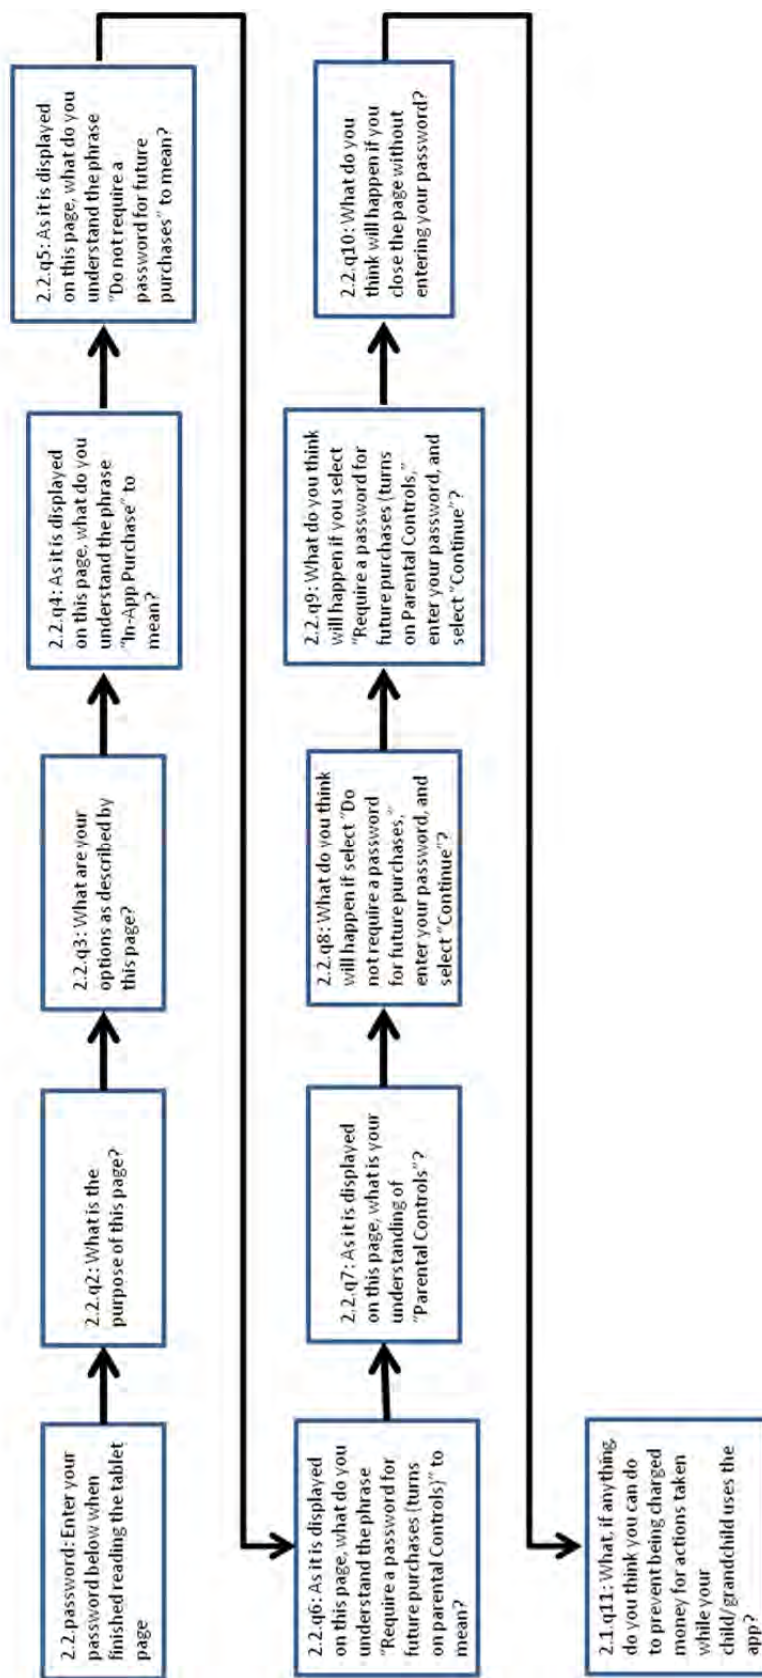 2.2.password: Enter your
password below when
finished reading the tablet
page
2.2.q2: What is the
purpose of this page?
2.2.q3: What are your
options as described by
this page?
2.2.q4: As it is displayed
on this page, what do you
understand the phrase
"In-App Purchase" to
mean?
2.2.q5: As it is displayed
on this page, what do you
understand the phrase
"Do not require a
password for future
purchases" to mean?
2.2.q6: As it is displayed
on this page, what do you
understand the phrase
"Require a password for
future purchases (turns
on parental Controls)" to
mean?
2.2.q7: As it is displayed
on this page, what is your
understanding of
"Parental Controls"?
2.2.q8: What do you think
will happen if select "Do
not require a password
for future purchases,"
enter your password, and
select "Continue"?
2.2.q9: What do you think
will happen if you select
"Require a password for
future purchases (turns
on Parental Controls,"
enter your password, and
select "Continue"?
2.2.q10: What do you
think will happen if you
close the page without
entering your password?
2.1.q11: What, if anything,
do you think you can do
to prevent being charged
money for actions taken
while your
child/grandchild uses the
app?